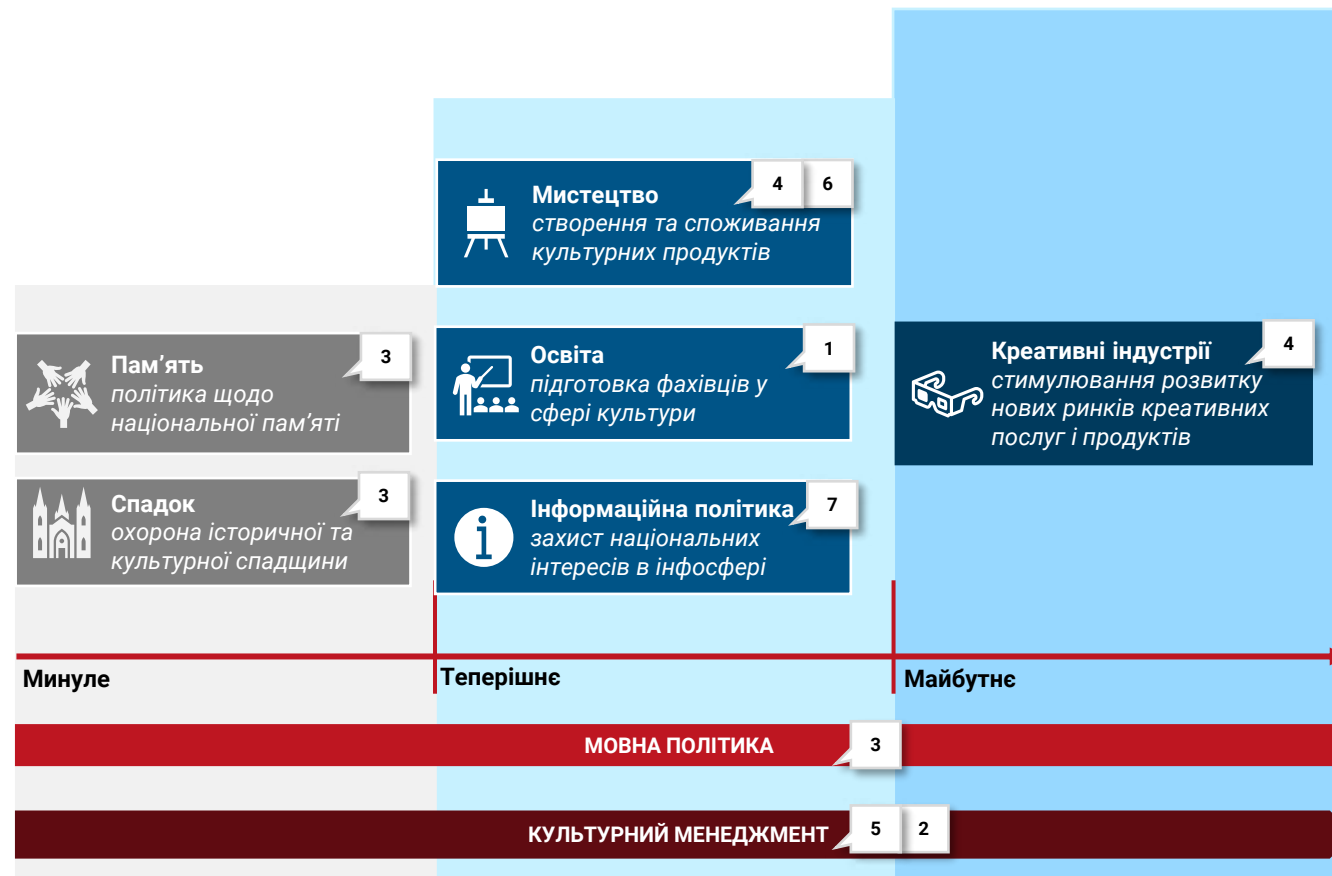 Мистецтво
створення та споживання
культурних продуктів
4
6
Пам’ять
політика щодо
національної пам’яті
3
Освіта
підготовка фахівців у
сфері культури
1
Креативні індустрії
стимулювання розвитку
нових ринків креативних
послуг і продуктів
4
Спадок
охорона історичної та
культурної спадщини
3
Інформаційна політика
захист національних
інтересів в інфосфері
7
Минуле
Теперішнє
Майбутнє
МОВНА ПОЛІТИКА
3
КУЛЬТУРНИЙ МЕНЕДЖМЕНТ
5
2